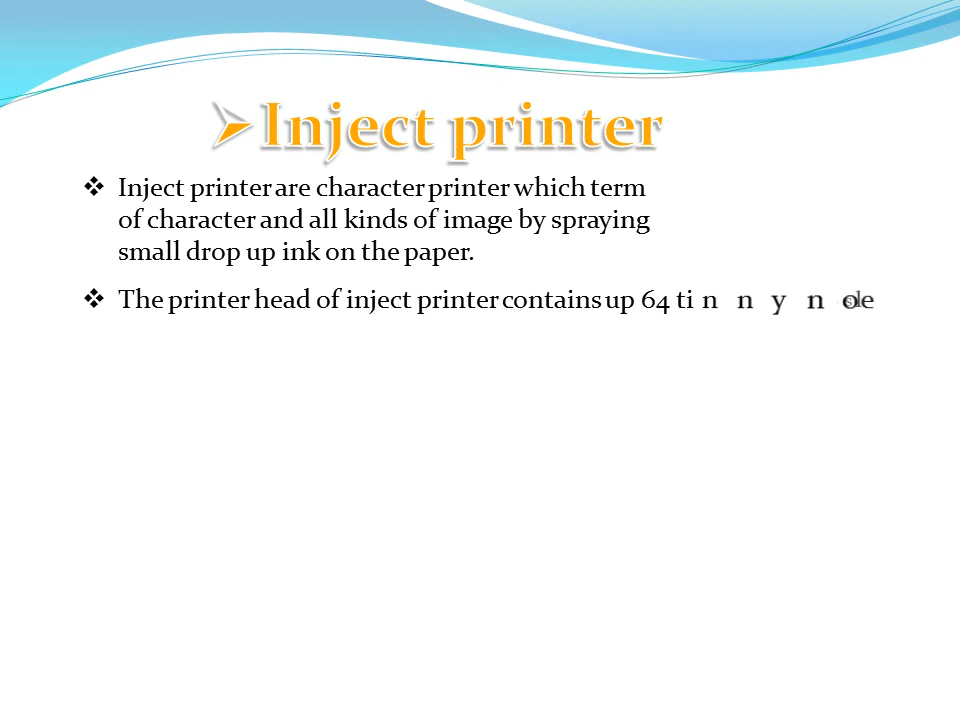 Inject printer
Inject printer are character printer which term
of character and all kinds of image by spraying
small drop up ink on the paper.
The printer head of inject printer contains up 64 ti